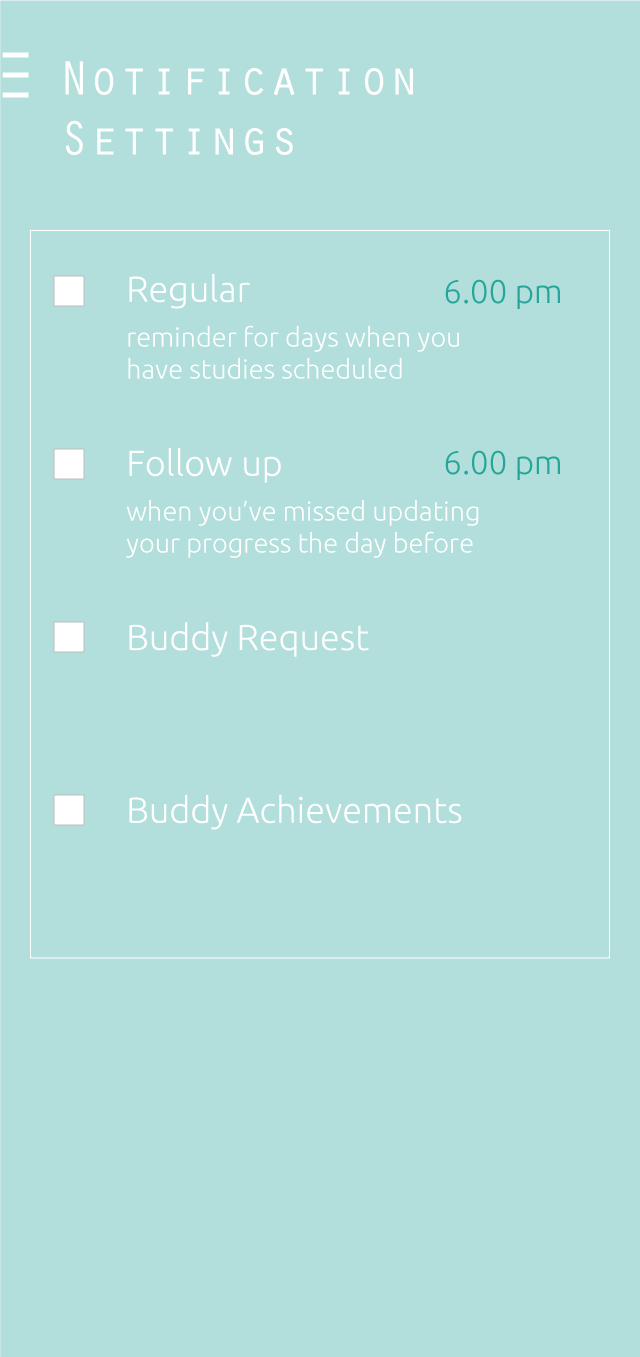 Notification
Settings
Regular
6.00 pm
reminder for days when you
have studies scheduled
Follow up
6.00 pm
when you’ve missed updating
your progress the day before
Buddy Request
Buddy Achievements